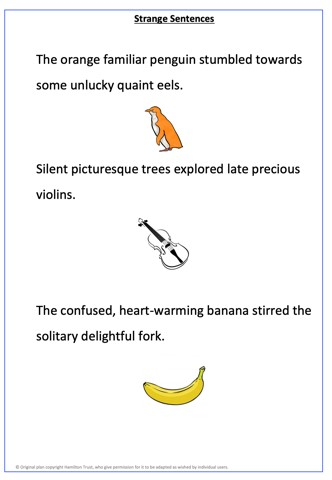 Strange Sentences
The orange familiar penguin stumbled towards
some unlucky quaint eels.
Silent picturesque trees explored late precious
violins.
The confused, heart-warming banana stirred the
solitary delightful fork.
© Original plan copyright Hamilton Trust, who give permission for it to be adapted as wished by individual users.